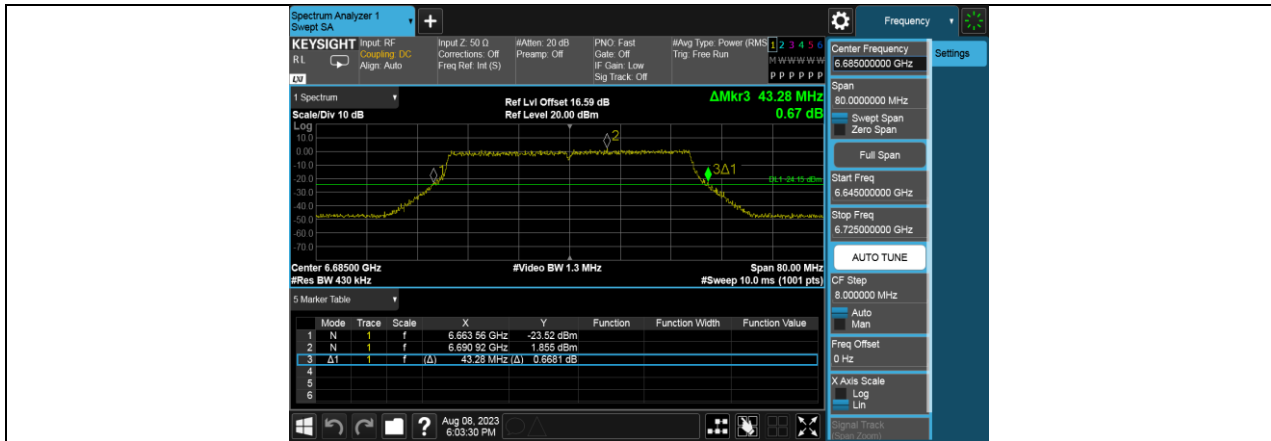 Spectrum Analyzer 1
Swept SA
Frequency
KEYSIGHT
RL
LXI
Input: RF
Coupling: DC
Align: Auto
Input Z: 50 Ω
Corrections: Off
Freq Ref: Int (S)
#Atten: 20 dB
Preamp: Off
PNO: Fast
Gate: Off
IF Gain: Low
Sig Track: Off
#Avg Type: Power (RMS
Trig: Free Run
1 2 3 4 5 6
M W W W W W
P P P P P P
1 Spectrum
Scale/Div 10 dB
Ref Lvl Offset 16.59 dB
Ref Level 20.00 dBm
ΔMkr3 43.28 MHz
0.67 dB
Log
10.0
0.00
-10.0
-20.0
-30.0
-40.0
-50.0
-60.0
-70.0
1
2
3Δ1
DL1 -24.15 dBm
Center 6.68500 GHz
#Video BW 1.3 MHz
Span 80.00 MHz
#Res BW 430 kHz
#Sweep 10.0 ms (1001 pts)
5 Marker Table
Mode Trace Scale X Y Function Function Width Function Value
1 N 1 f 6.663 56 GHz -23.52 dBm
2 N 1 f 6.690 92 GHz 1.855 dBm
3 Δ1 1 f (Δ) 43.28 MHz (Δ) 0.6681 dB
4
5
6
Aug 08, 2023
6:03:30 PM
Center Frequency
6.685000000 GHz
Settings
Span
80.0000000 MHz
Swept Span
Zero Span
Full Span
Start Freq
6.645000000 GHz
Stop Freq
6.725000000 GHz
AUTO TUNE
CF Step
8.000000 MHz
Auto
Man
Freq Offset
0 Hz
X Axis Scale
Log
Lin
Signal Track
(Span Zoom)